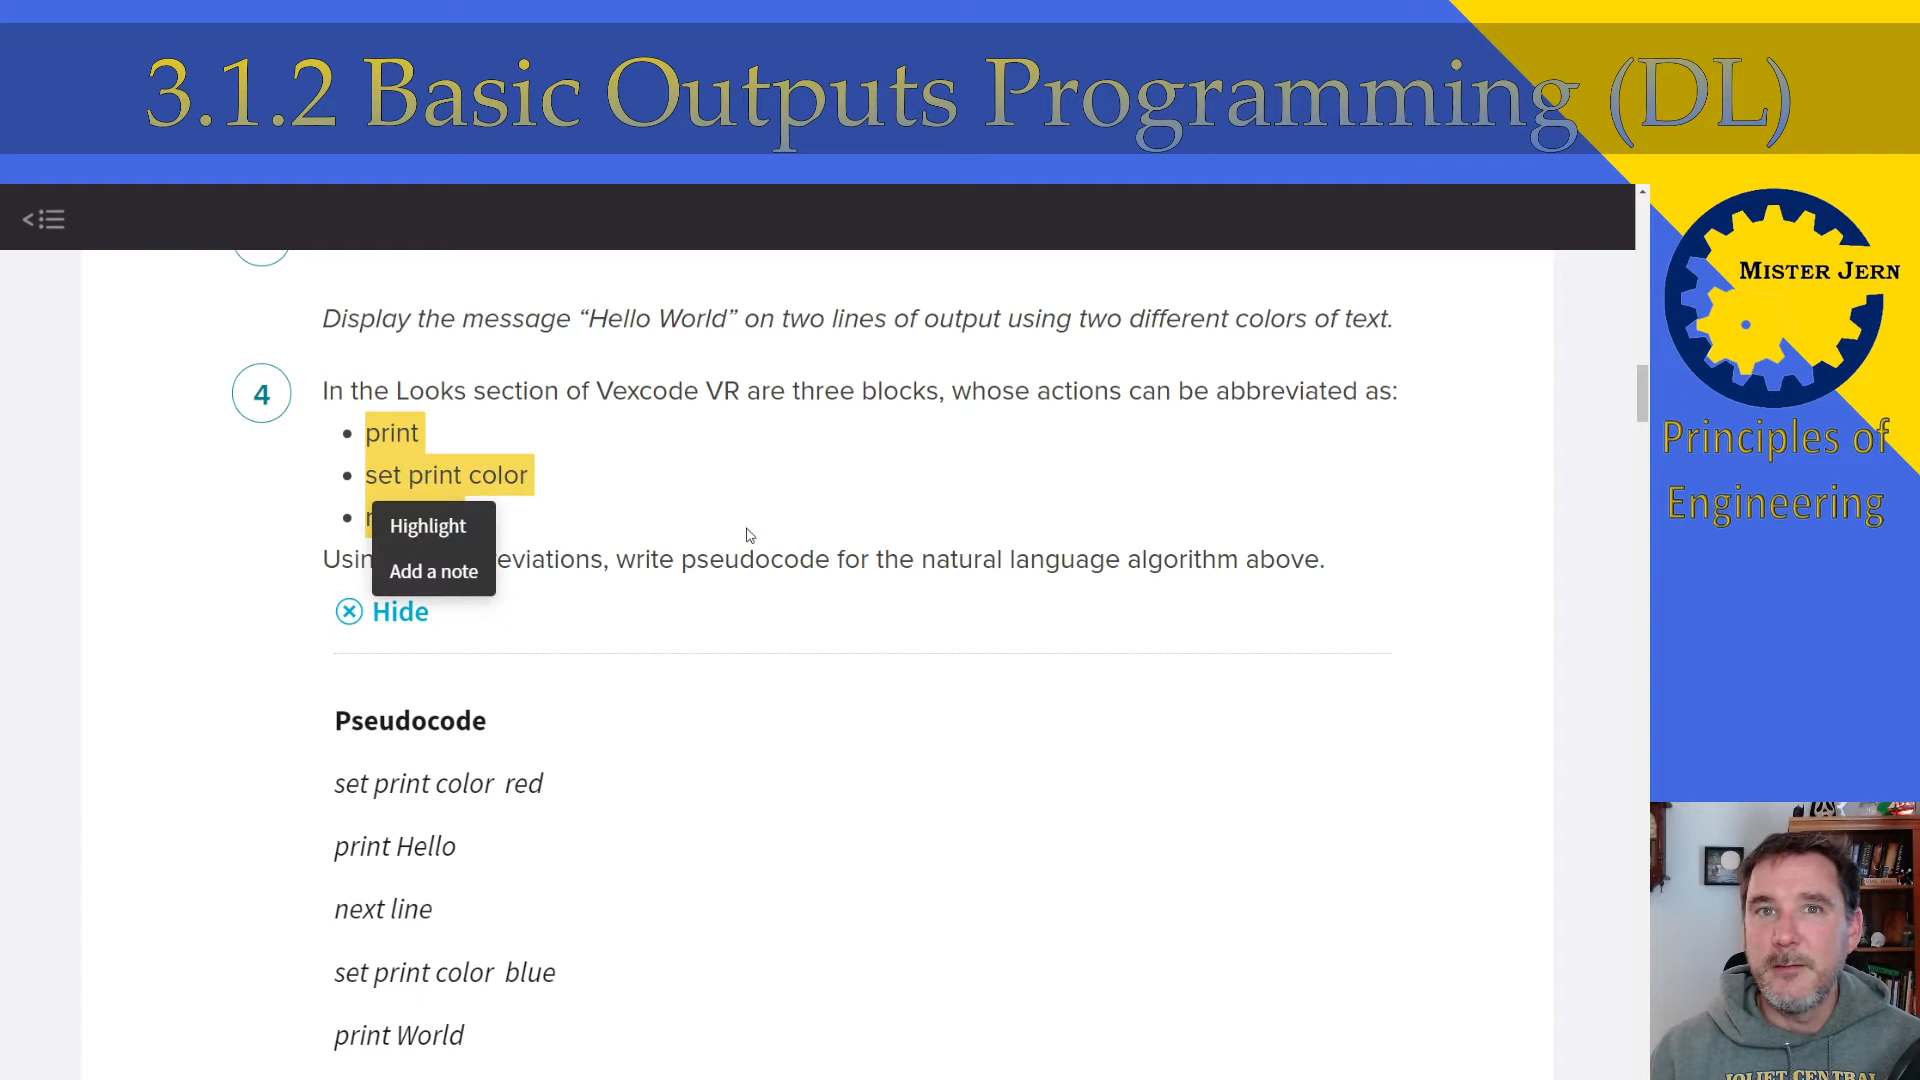 3.1.2 Basic Outputs Programming (DL)
MISTER JERN
Principles of
Engineering
Display the message “Hello World” on two lines of output using two different colors of text.
4
In the Looks section of Vexcode VR are three blocks, whose actions can be abbreviated as:
print
set print color
Highlight
Add a note
Usin eviations, write pseudocode for the natural language algorithm above.
Hide
Pseudocode
set print color red
print Hello
next line
set print color blue
print World
JOLIET CENTRAL